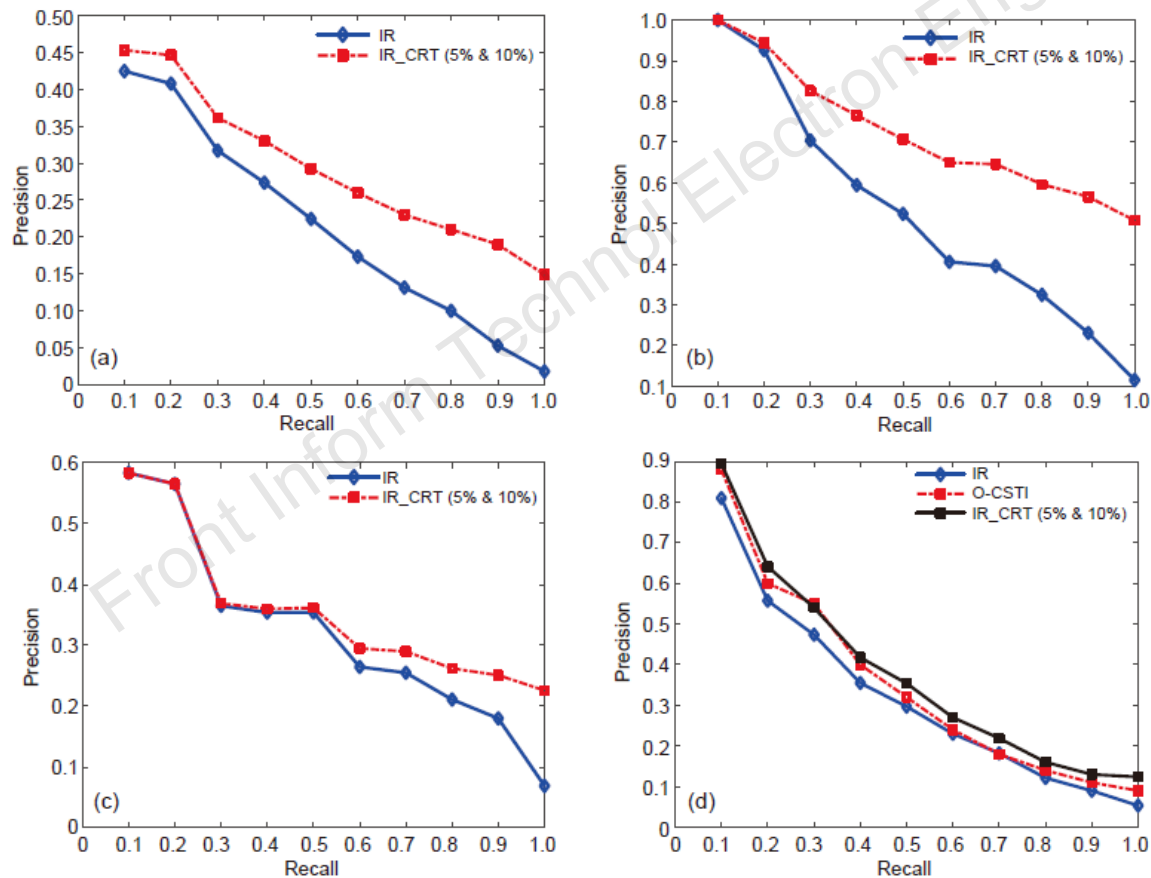 0.50
0.45
0.40
0.35
0.30
0.25
0.20
0.15
0.10
0.05
0
Precision
IR
IR_CRT (5% & 10%)
(a)
0 0.1 0.2 0.3 0.4 0.5 0.6 0.7 0.8 0.9 1.0
Recall
1.0
0.9
0.8
0.7
0.6
0.5
0.4
0.3
0.2
0.1
Precision
IR
IR_CRT (5% & 10%)
(b)
0 0.1 0.2 0.3 0.4 0.5 0.6 0.7 0.8 0.9 1.0
Recall
0.6
0.5
0.4
0.3
0.2
0.1
0
Precision
IR
IR_CRT (5% & 10%)
(c)
0 0.1 0.2 0.3 0.4 0.5 0.6 0.7 0.8 0.9 1.0
Recall
0.9
0.8
0.7
0.6
0.5
0.4
0.3
0.2
0.1
0
Precision
IR
O-CSTI
IR_CRT (5% & 10%)
(d)
0 0.1 0.2 0.3 0.4 0.5 0.6 0.7 0.8 0.9 1.0
Recall
Front Inform Technol Electron Eng